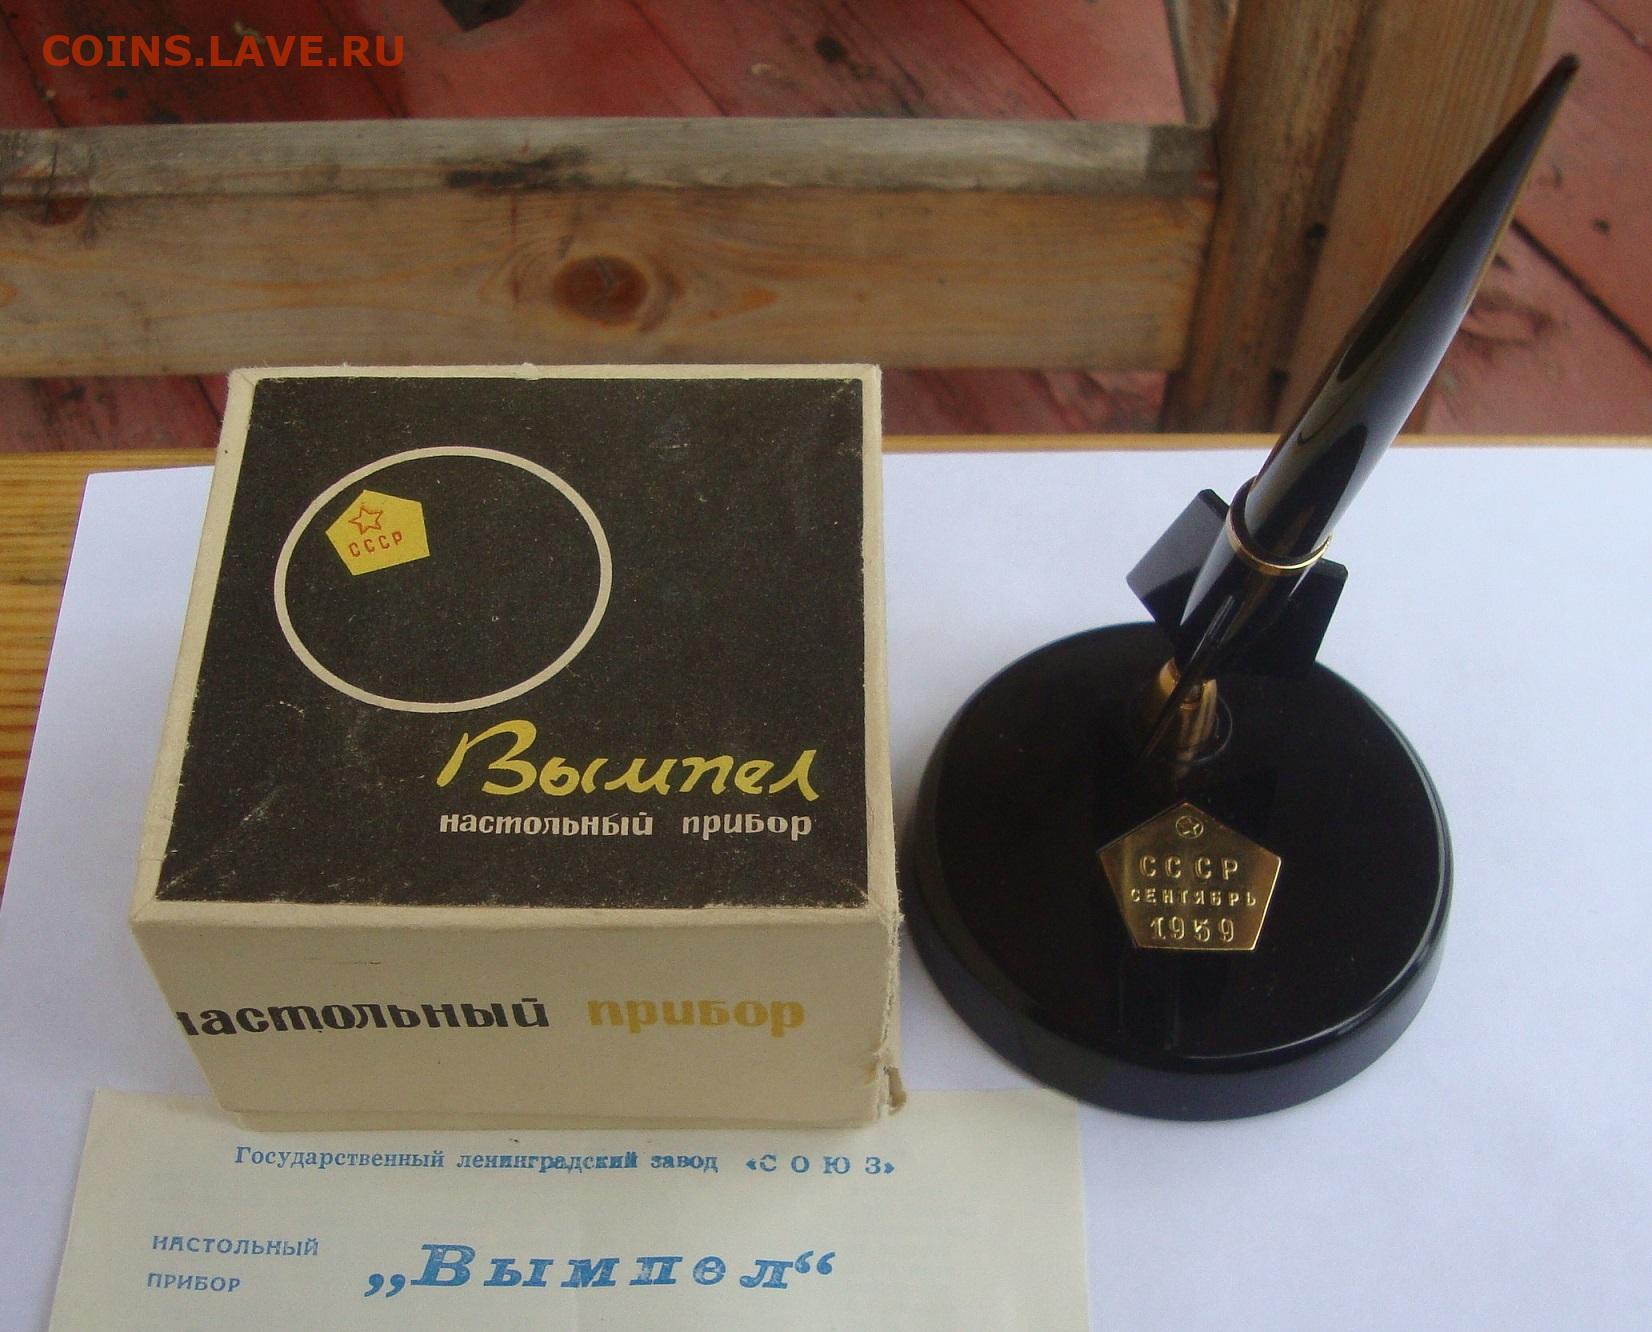 COINS.LAVE.RU
СССР
Вымпел
настольный прибор
настольный прибор
СССР
СЕНТЯБРЬ
1959
Государственный ленинградский завод «СОЮЗ»
НАСТОЛЬНЫЙ
ПРИБОР
„Вымпел“